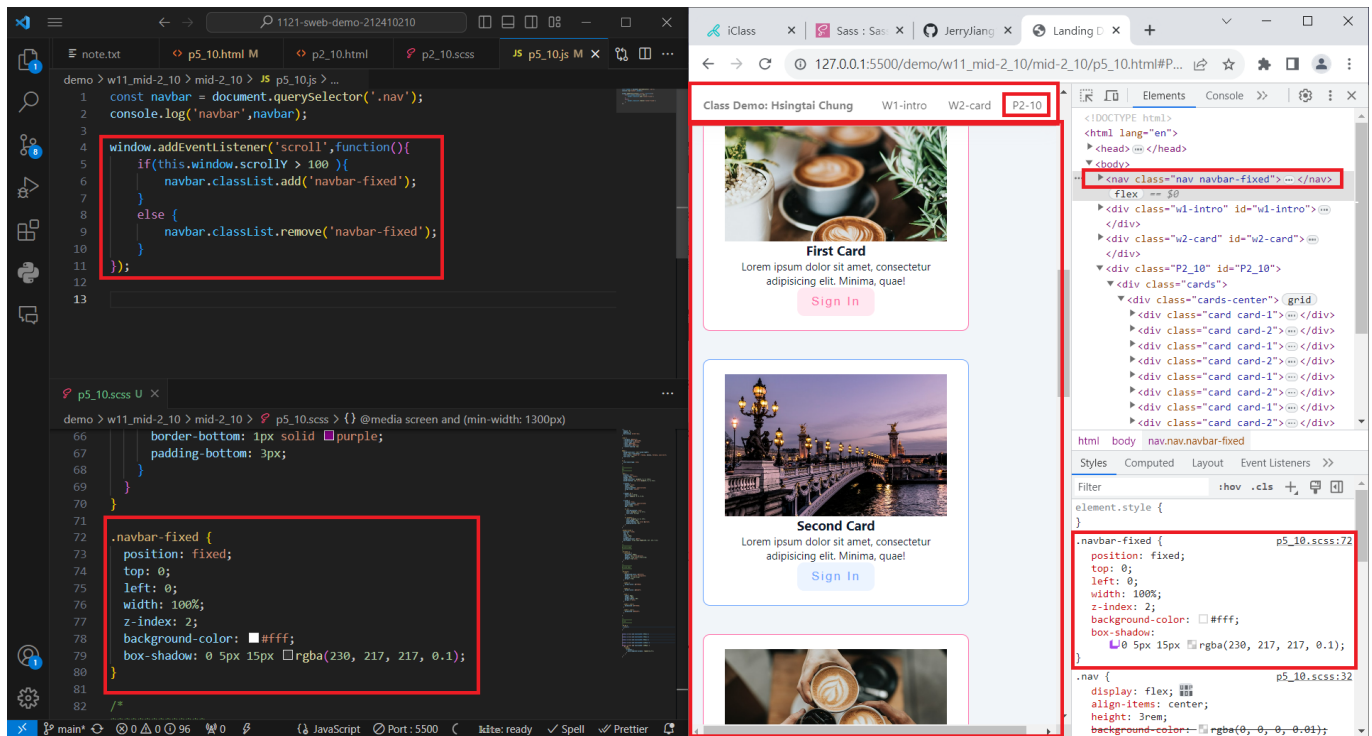 1121-sweb-demo-212410210
note.txt
p5_10.html M
p2_10.html
p2_10.scss
JS p5_10.js M
demo > w11_mid-2_10 > mid-2_10 > JS p5_10.js > ...
1 const navbar = document.querySelector('.nav');
2 console.log('navbar',navbar);
3
4 window.addEventListener('scroll',function(){
5 if(this.window.scrollY > 100 ){
6 navbar.classList.add('navbar-fixed');
7 }
8 else {
9 navbar.classList.remove('navbar-fixed');
10 }
11 });
12
13
p5_10.scss U
demo > w11_mid-2_10 > mid-2_10 > p5_10.scss > {} @media screen and (min-width: 1300px)
66 border-bottom: 1px solid purple;
67 padding-bottom: 3px;
68 }
69 }
70 }
71
72 .navbar-fixed {
73 position: fixed;
74 top: 0;
75 left: 0;
76 width: 100%;
77 z-index: 2;
78 background-color: #fff;
79 box-shadow: 0 5px 15px rgba(230, 217, 217, 0.1);
80 }
81
82 /*
main* 0 0 96 0 JavaScript Port : 5500 kite: ready Spell Prettier
iClass
Sass : Sas
JerryJiang
Landing D
127.0.0.1:5500/demo/w11_mid-2_10/mid-2_10/p5_10.html#P...
Class Demo: Hsingtai Chung W1-intro W2-card P2-10
First Card
Lorem ipsum dolor sit amet, consectetur
adipisicing elit. Minima, quae!
Sign In
Second Card
Lorem ipsum dolor sit amet, consectetur
adipisicing elit. Minima, quae!
Sign In
Elements Console
<!DOCTYPE html>
<html lang="en">
<head> </head>
<body>
<nav class="nav navbar-fixed"> </nav>
flex == $0
<div class="w1-intro" id="w1-intro">
</div>
<div class="w2-card" id="w2-card">
</div>
<div class="P2_10" id="P2_10">
<div class="cards">
<div class="cards-center"> grid
<div class="card card-1"> </div>
<div class="card card-2"> </div>
<div class="card card-1"> </div>
<div class="card card-2"> </div>
<div class="card card-1"> </div>
<div class="card card-2"> </div>
<div class="card card-1"> </div>
<div class="card card-2"> </div>
html body nav.nav.navbar-fixed
Styles Computed Layout Event Listeners
Filter :hov .cls
element.style {
}
.navbar-fixed { p5_10.scss:72
position: fixed;
top: 0;
left: 0;
width: 100%;
z-index: 2;
background-color: #fff;
box-shadow:
0 5px 15px rgba(230, 217, 217, 0.1);
}
.nav { p5_10.scss:32
display: flex;
align-items: center;
height: 3rem;
background-color: rgba(0, 0, 0, 0.01);